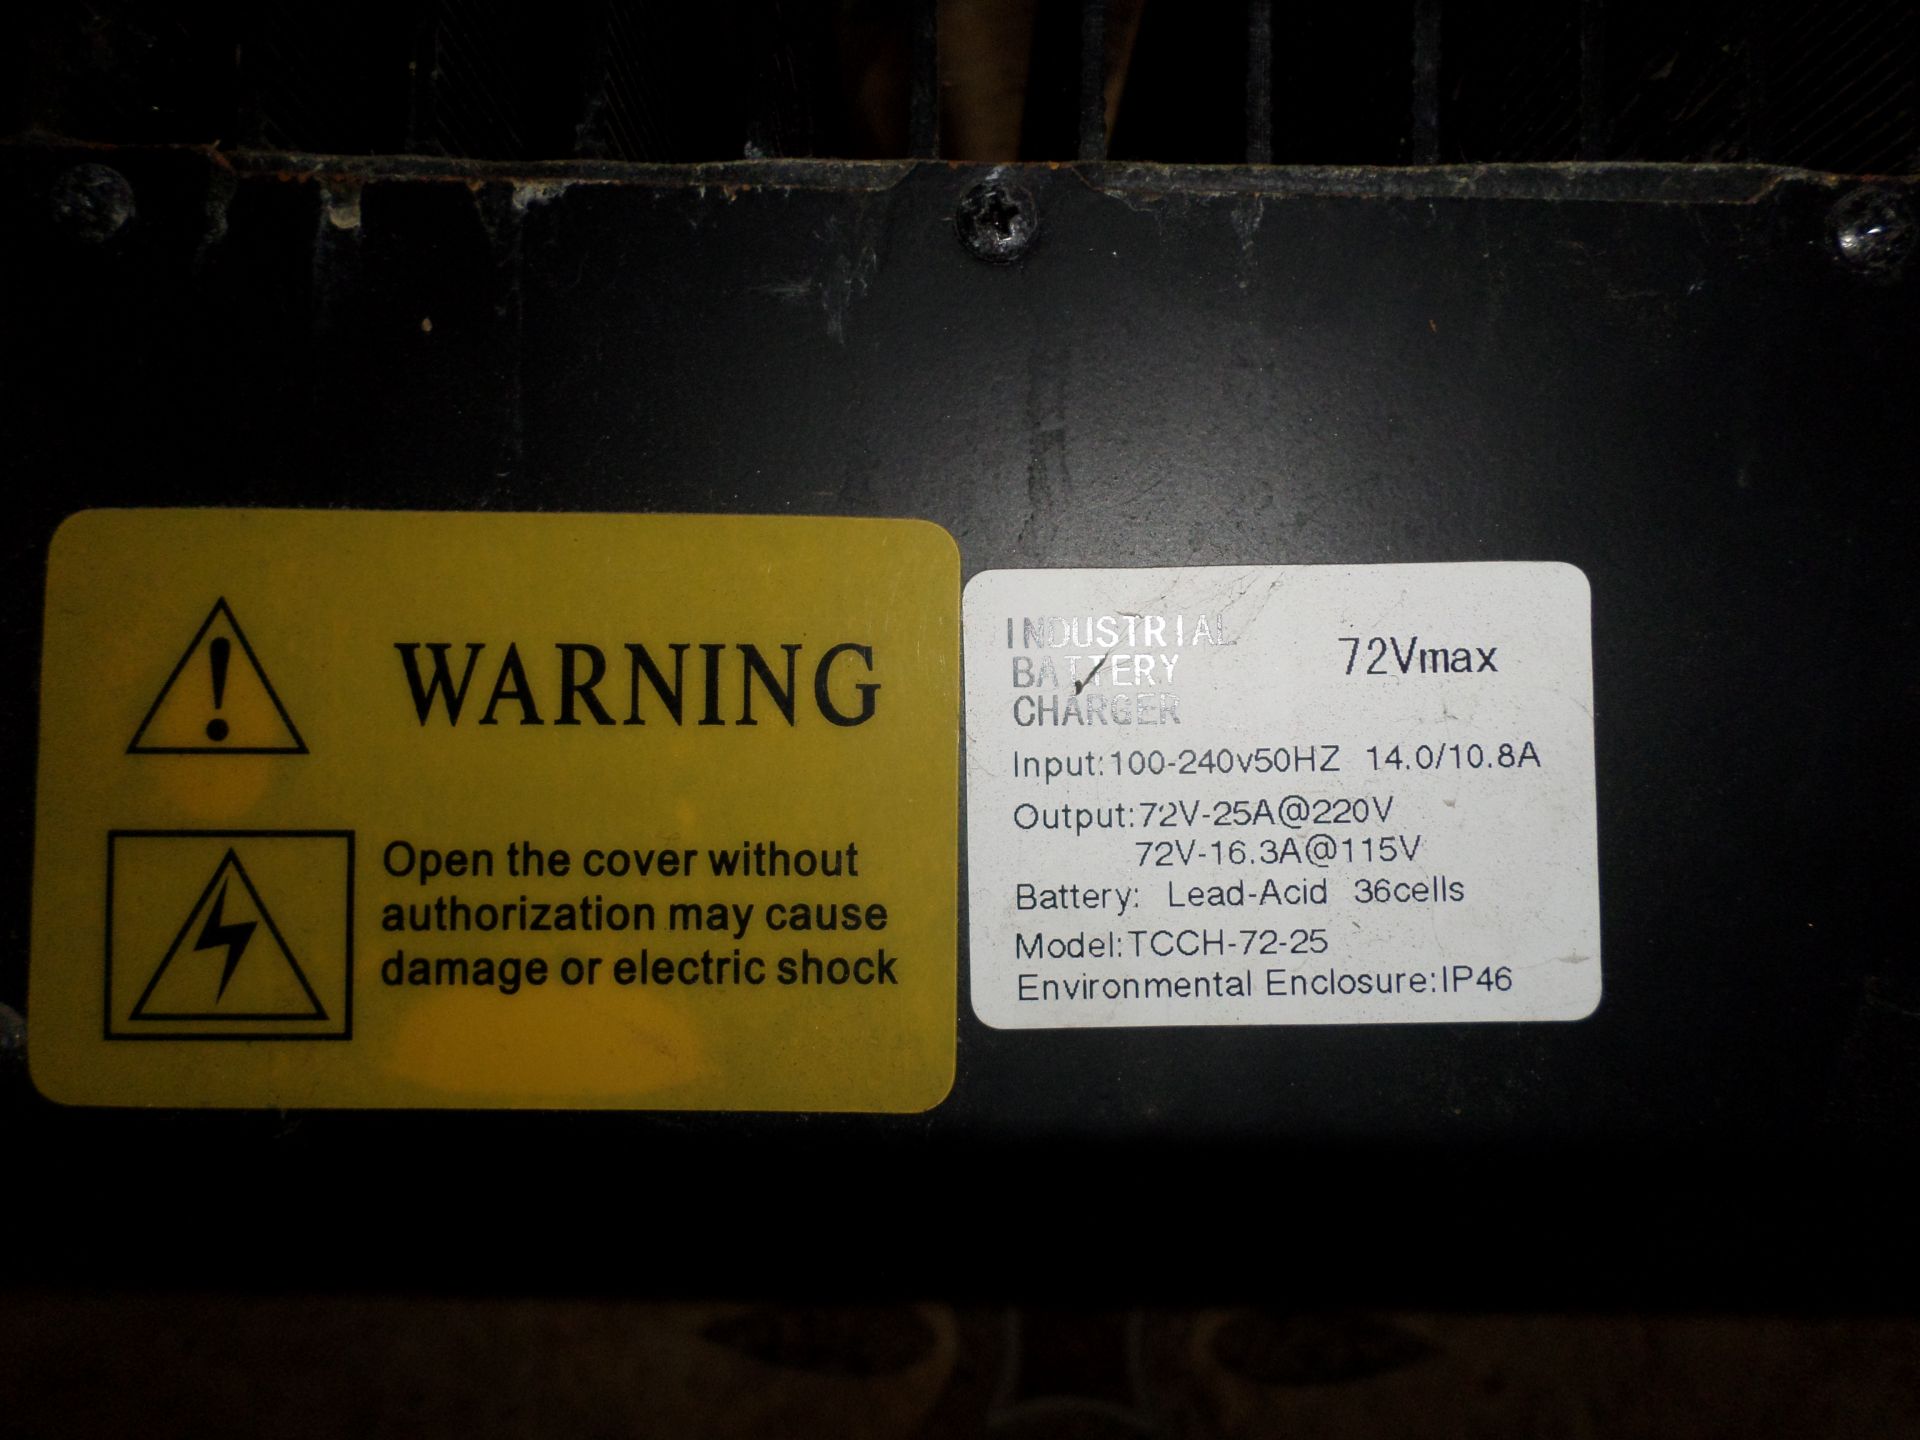 WARNING
Open the cover without
authorization may cause
damage or electric shock
INDUSTRIAL
BATTERY
CHARGER
72Vmax
Input:100-240v50HZ 14.0/10.8A
Output:72V-25A@220V
72V-16.3A@115V
Battery: Lead-Acid 36cells
Model:TCCH-72-25
Environmental Enclosure:IP46